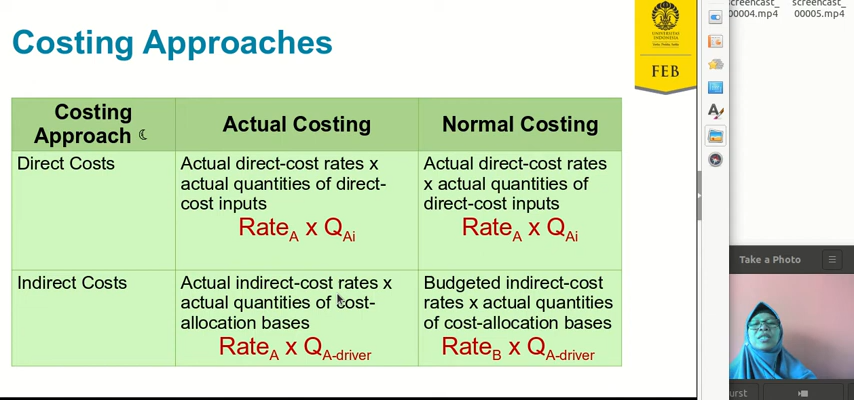 Costing Approaches
UNIVERSITAS
INDONESIA
FEB
screencast_
00004.mp4
screencast_
00005.mp4
Costing
Approach
Actual Costing
Normal Costing
Direct Costs
Actual direct-cost rates x
actual quantities of direct-
cost inputs
RateA x QAi
Actual direct-cost rates
x actual quantities of
direct-cost inputs
RateA x QAi
Indirect Costs
Actual indirect-cost rates x
actual quantities of cost-
allocation bases
RateA x QA-driver
Budgeted indirect-cost
rates x actual quantities
of cost-allocation bases
RateB x QA-driver
Take a Photo
urst